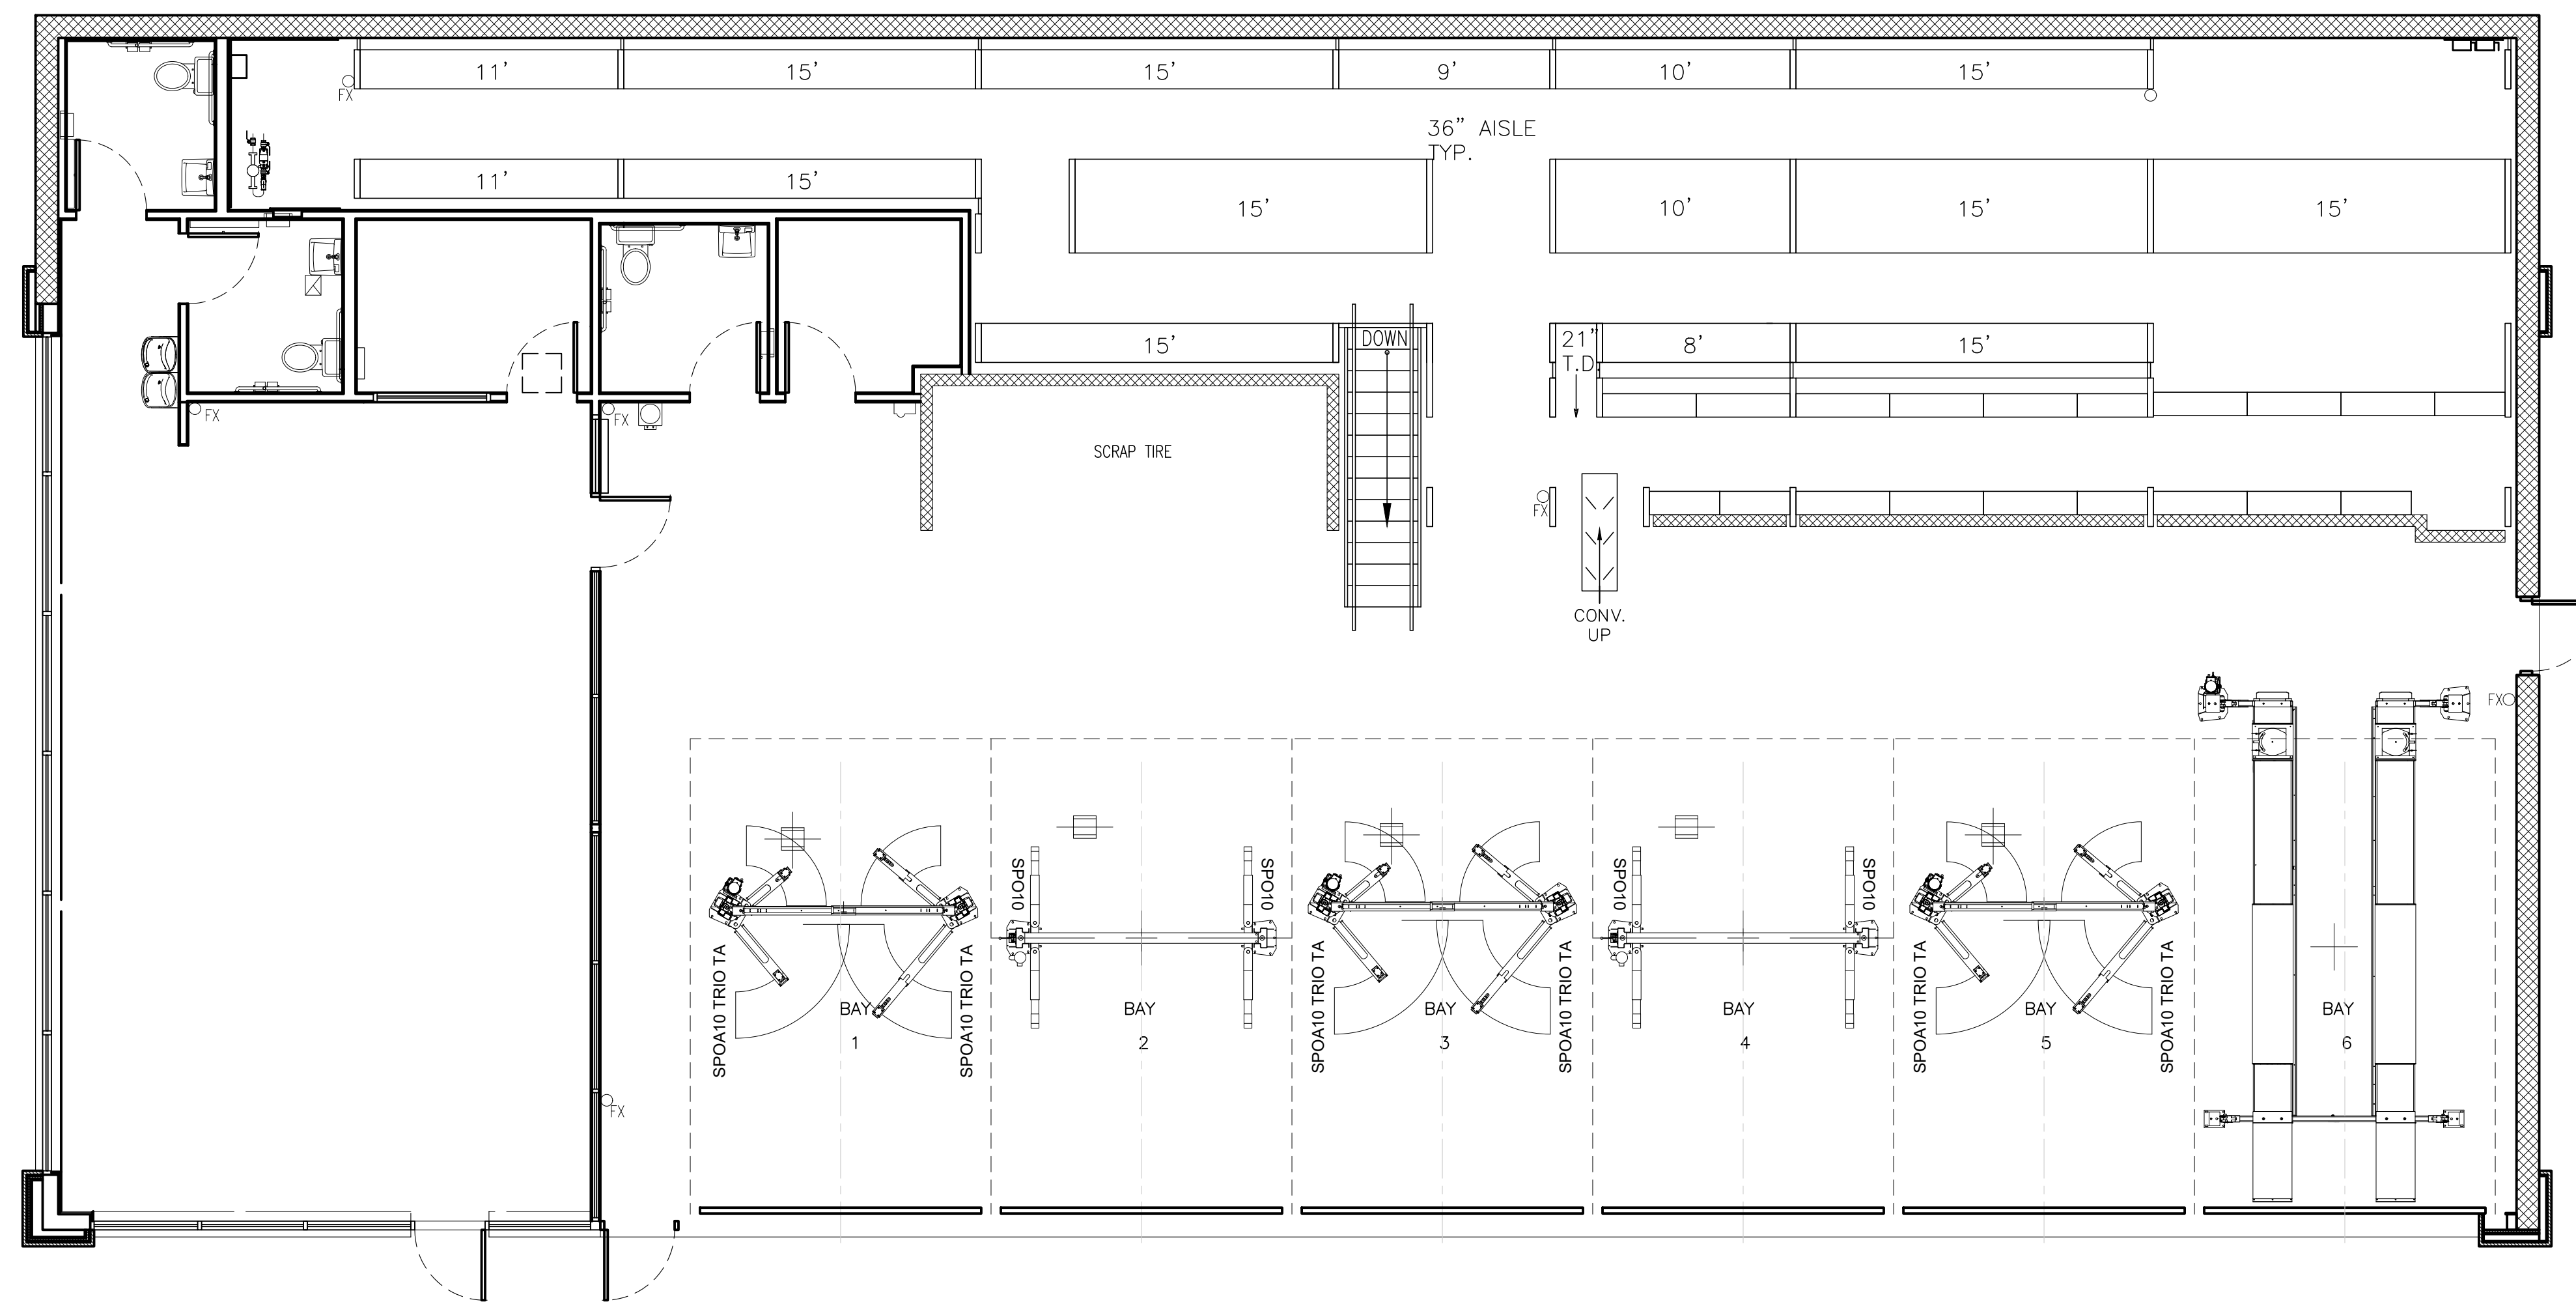 11’
15’
15’
9’
10’
15’
FX
36” AISLE
TYP.
11’
15’
15’
10’
15’
15’
15’
DOWN
21”
T.D.
8’
15’
FX
FX
SCRAP TIRE
FX
CONV.
UP
FX
SPO10
SPO10
SPO10
SPO10
SPOA10 TRIO TA
SPOA10 TRIO TA
SPOA10 TRIO TA
SPOA10 TRIO TA
SPOA10 TRIO TA
SPOA10 TRIO TA
BAY
1
BAY
2
BAY
3
BAY
4
BAY
5
BAY
6
FX